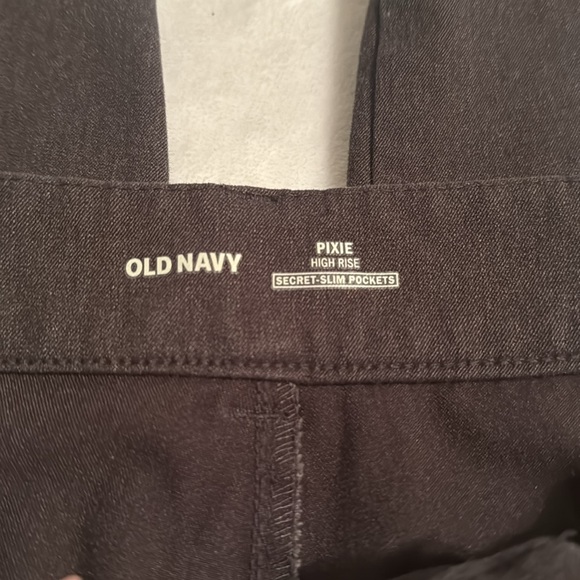 OLD NAVY
PIXIE
HIGH RISE
SECRET-SLIM POCKETS